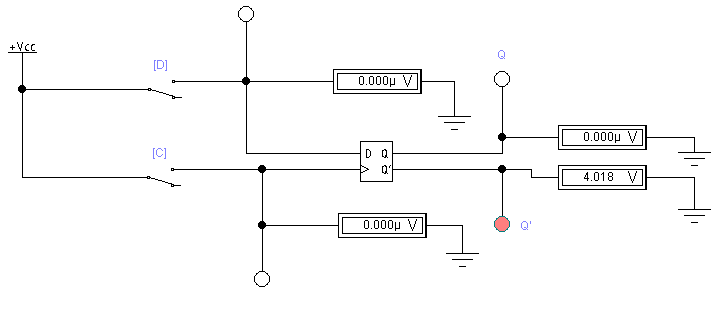 +Vcc
[D]
0.000µ V
Q
0.000µ V
[C]
D Q
Q'
4.018 V
0.000µ V
Q'